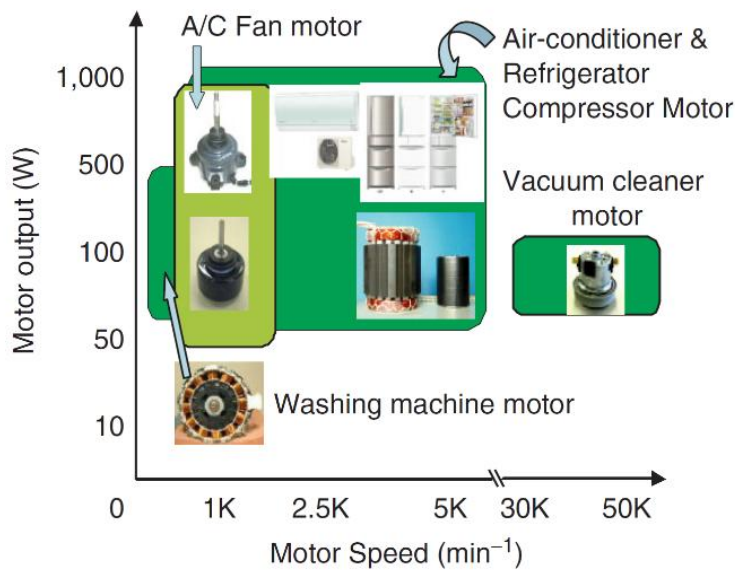 A/C Fan motor
Air-conditioner &
Refrigerator
Compressor Motor
Vacuum cleaner
motor
Washing machine motor
Motor output (W)
1,000
500
100
50
10
0
1K
2.5K
5K
30K
50K
Motor Speed (min⁻¹)